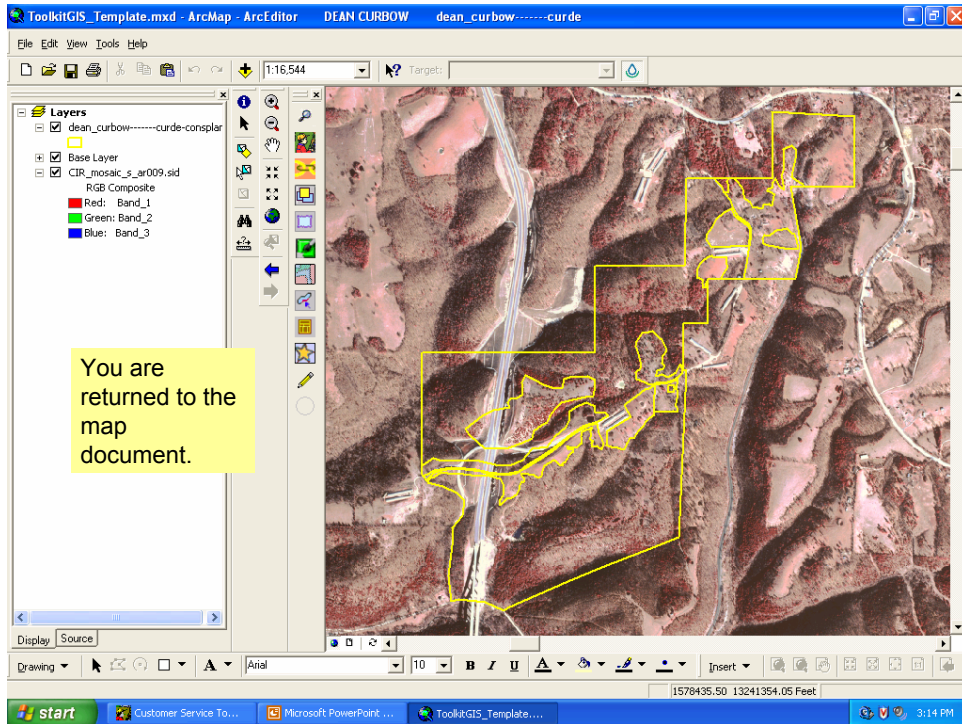 ToolkitGIS_Template.mxd - ArcMap - ArcEditor DEAN CURBOW dean_curbow-------curde
File Edit View Tools Help
1:16,544 Target:
Layers
dean_curbow-------curde-consplar
Base Layer
CIR_mosaic_s_ar009.sid
RGB Composite
Red: Band_1
Green: Band_2
Blue: Band_3
You are
returned to the
map
document.
Display Source
Drawing A Arial 10 B I U A Insert
1578435.50 13241354.05 Feet
start Customer Service To... Microsoft PowerPoint ... ToolkitGIS_Template.... 3:14 PM